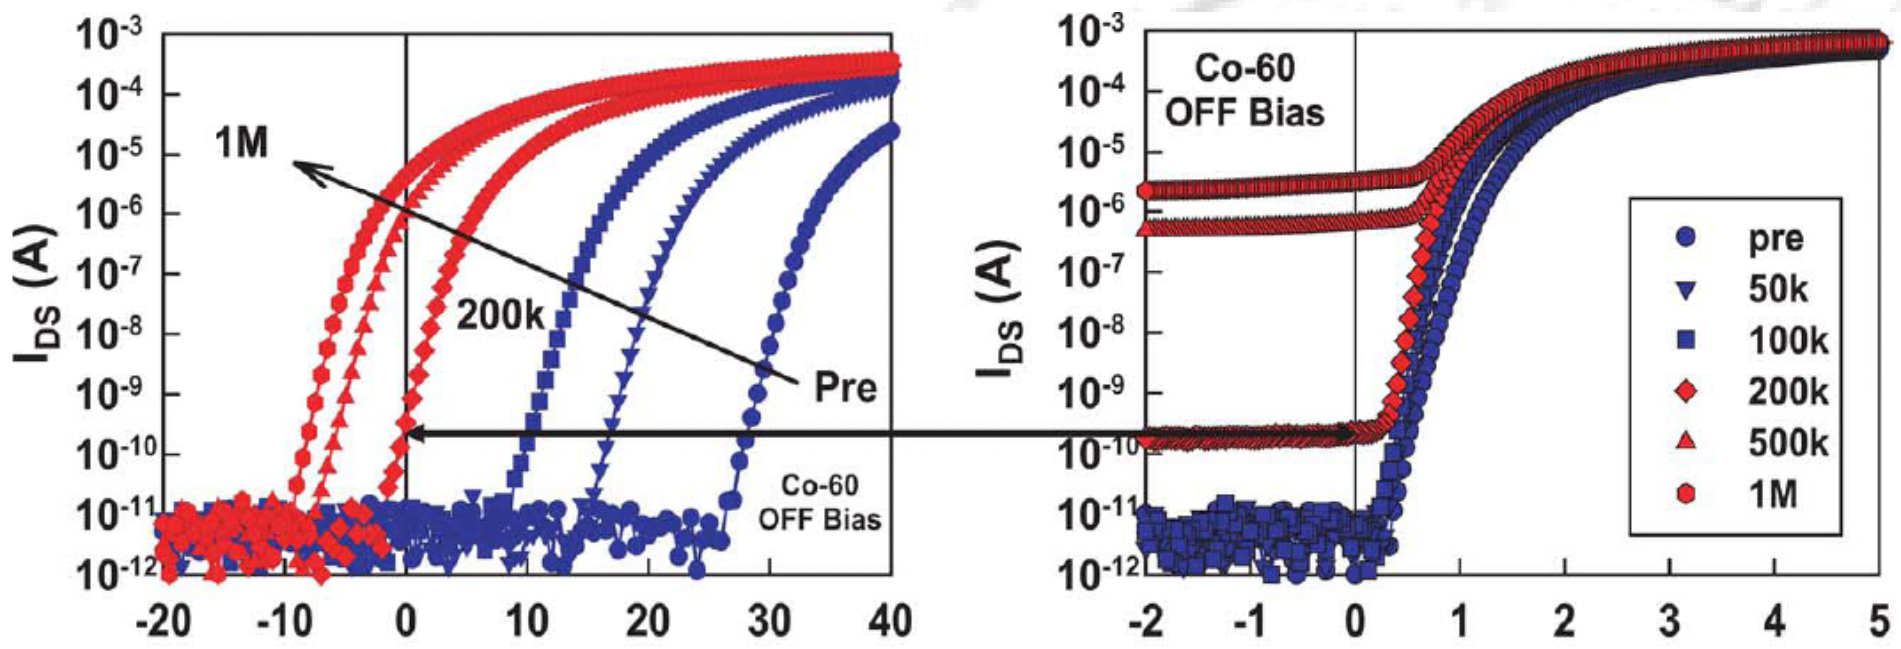 10-3
10-4
10-5
10-6
10-7
10-8
10-9
10-10
10-11
10-12
IDS (A)
1M
200k
Pre
Co-60
OFF Bias
-20 -10 0 10 20 30 40
10-3
10-4
10-5
10-6
10-7
10-8
10-9
10-10
10-11
10-12
IDS (A)
Co-60
OFF Bias
pre
50k
100k
200k
500k
1M
-2 -1 0 1 2 3 4 5